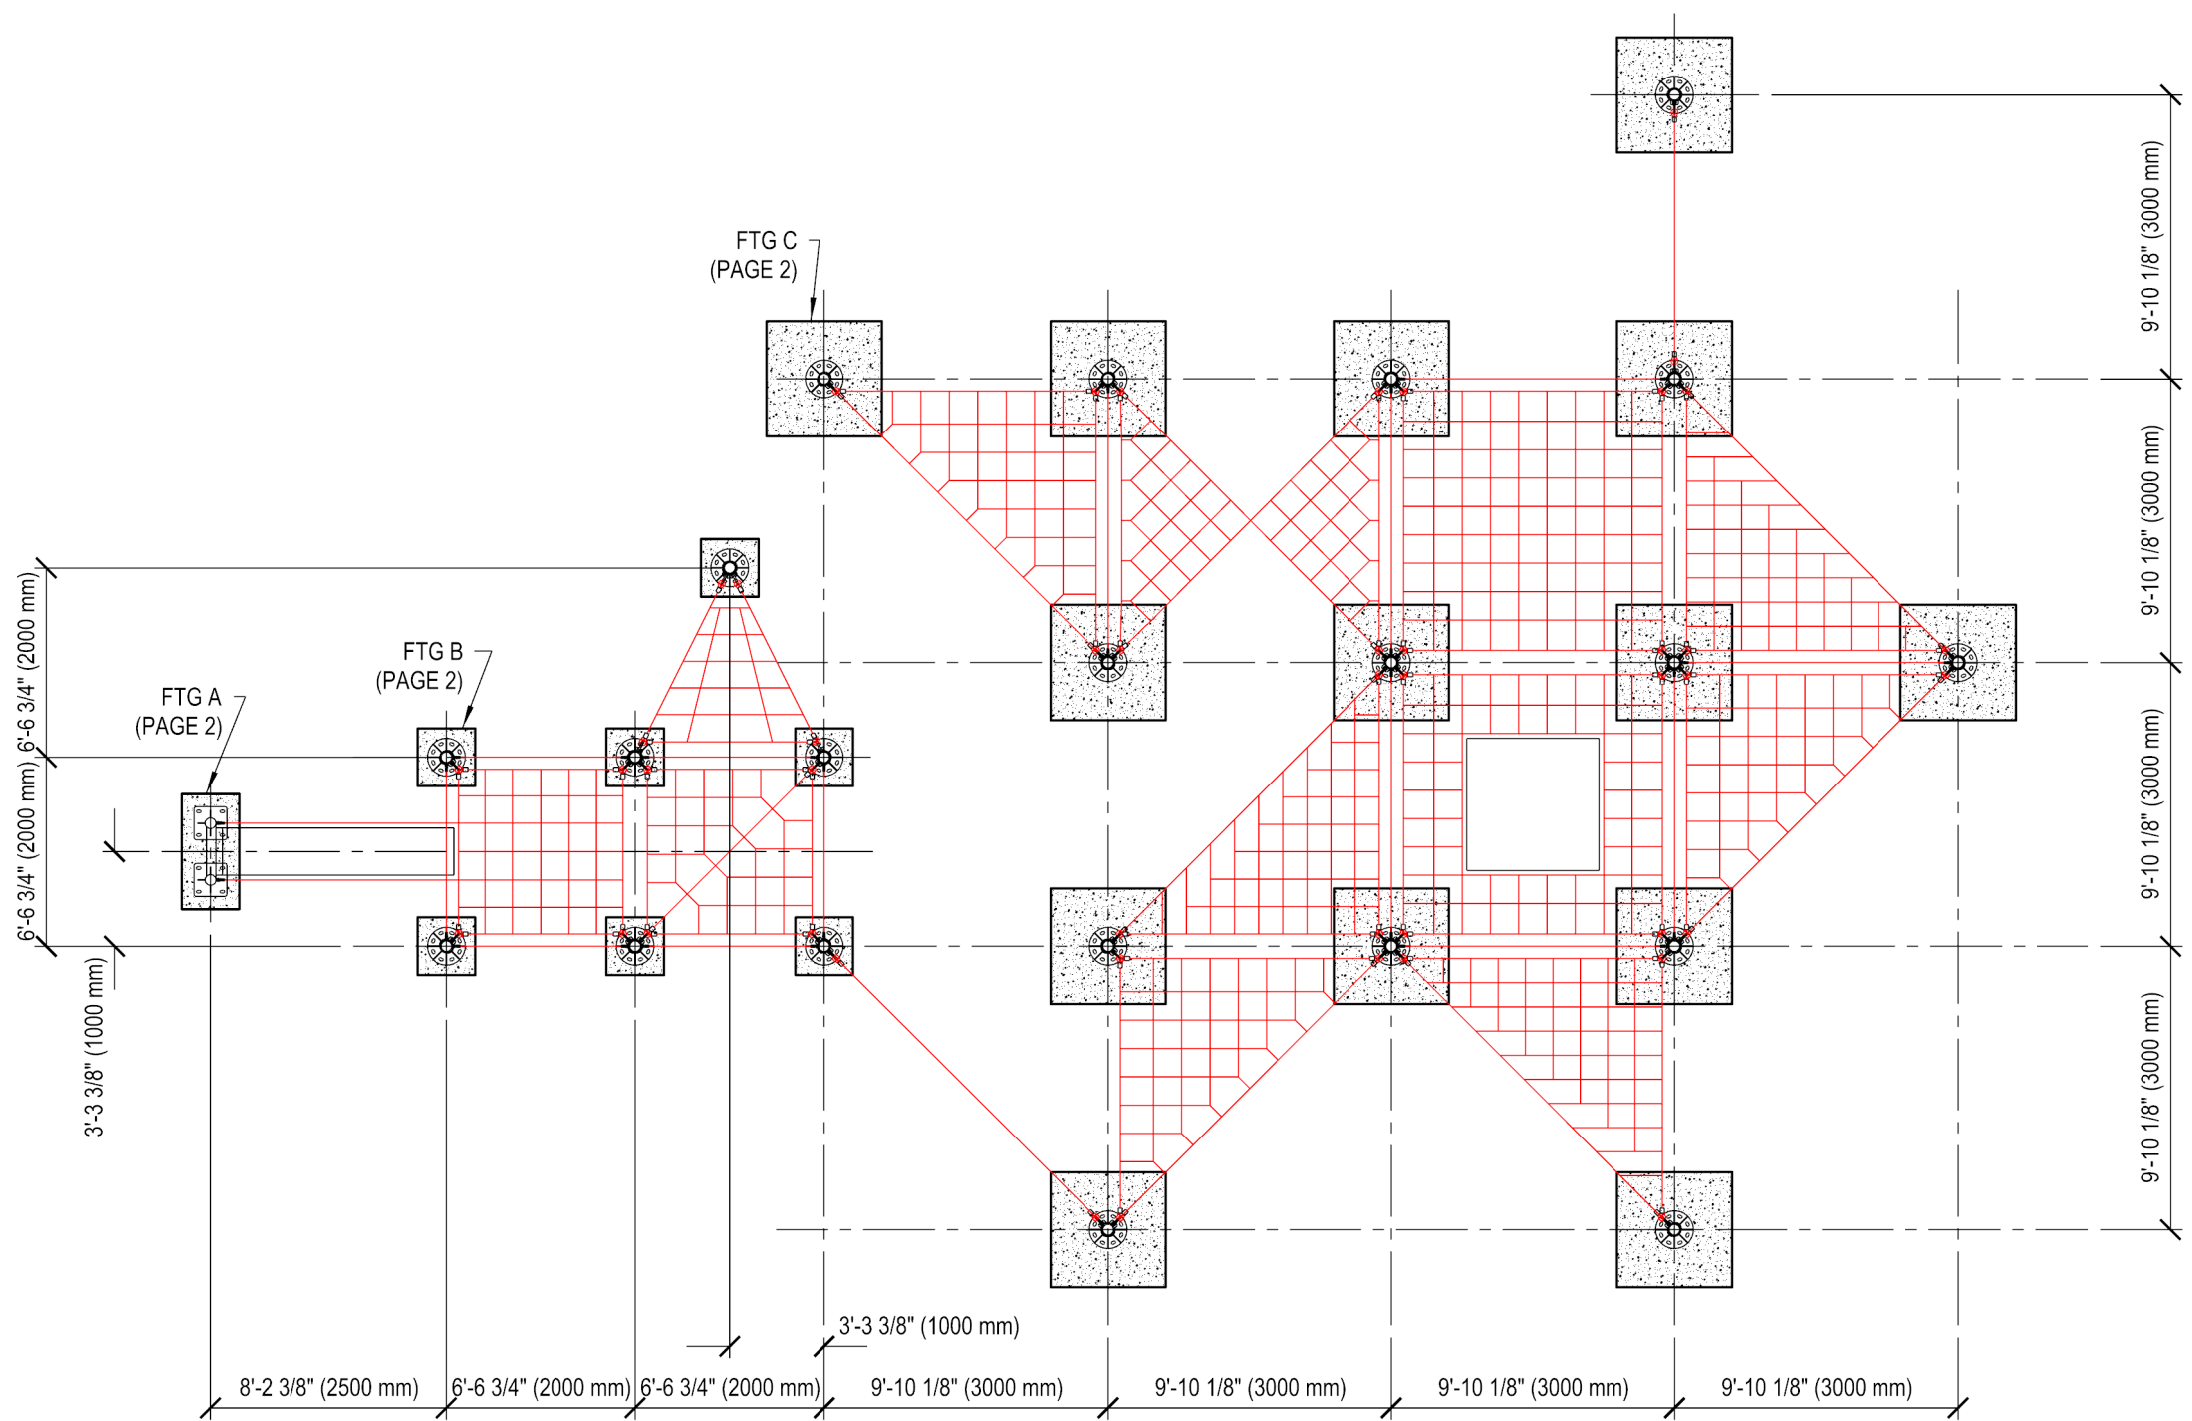 9'-10 1/8" (3000 mm)
FTG C
(PAGE 2)
9'-10 1/8" (3000 mm)
6'-6 3/4" (2000 mm)
FTG B
(PAGE 2)
FTG A
(PAGE 2)
6'-6 3/4" (2000 mm)
9'-10 1/8" (3000 mm)
3'-3 3/8" (1000 mm)
9'-10 1/8" (3000 mm)
3'-3 3/8" (1000 mm)
8'-2 3/8" (2500 mm)
6'-6 3/4" (2000 mm)
6'-6 3/4" (2000 mm)
9'-10 1/8" (3000 mm)
9'-10 1/8" (3000 mm)
9'-10 1/8" (3000 mm)
9'-10 1/8" (3000 mm)